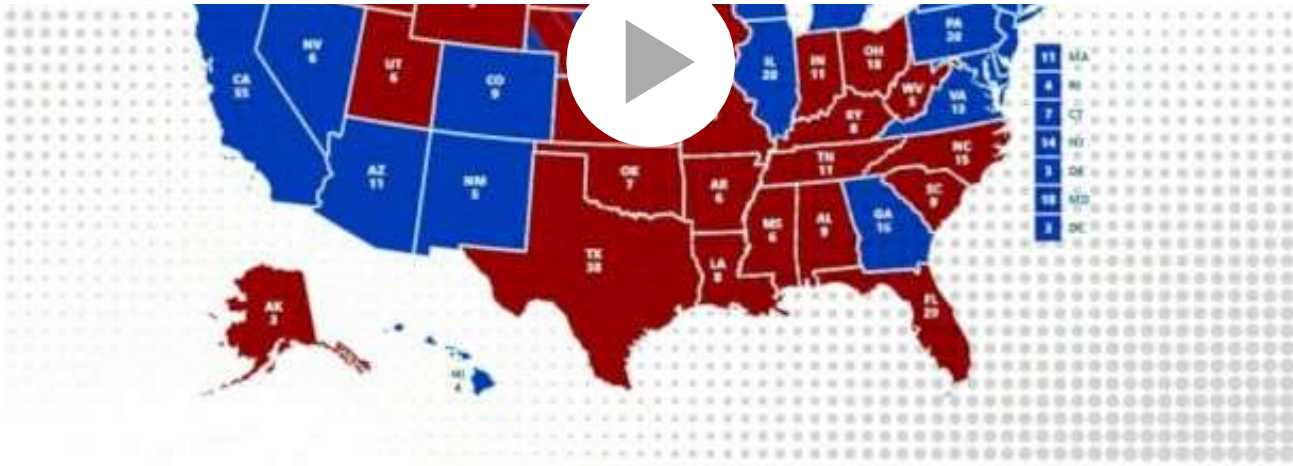 NV
6
CA
55
UT
6
CO
9
AZ
11
NM
5
OK
7
TX
38
AR
6
LA
8
MS
6
AL
9
GA
16
TN
11
KY
8
IL
20
IN
11
OH
18
WV
5
PA
20
VA
13
NC
15
SC
9
FL
29
AK
3
HI
4
11 MA
4 RI
7 CT
14 NJ
3 DE
10 MD
3 DC